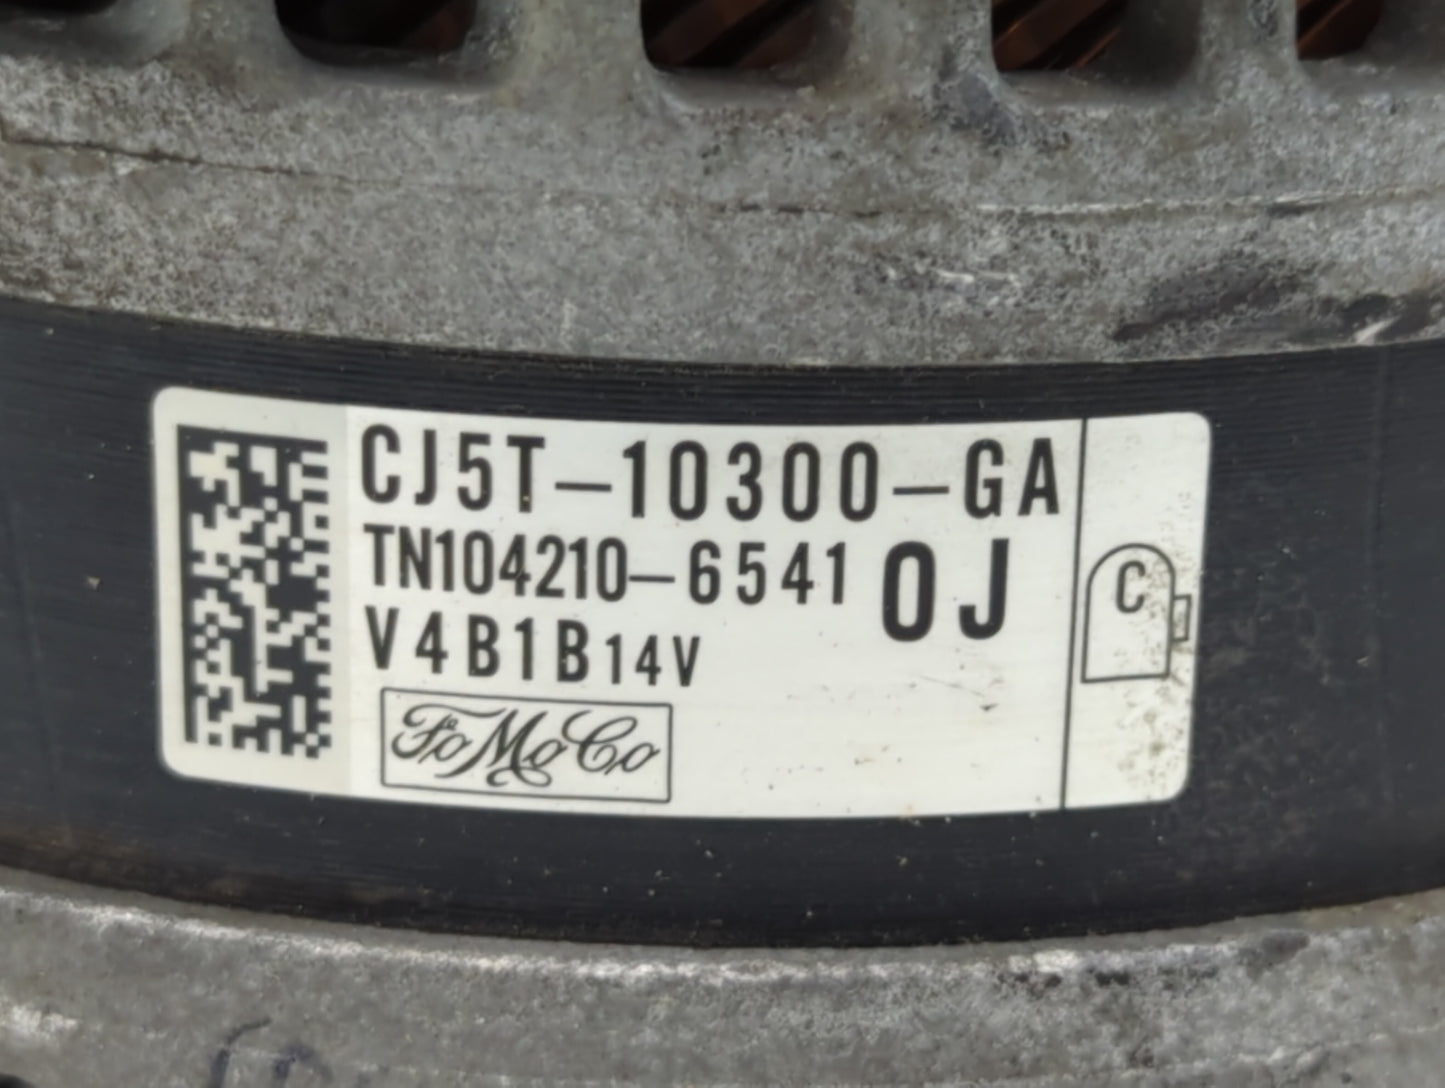 CJ5T-10300-GA
TN104210-6541 0J
V4B1B14V
FoMoCo
C